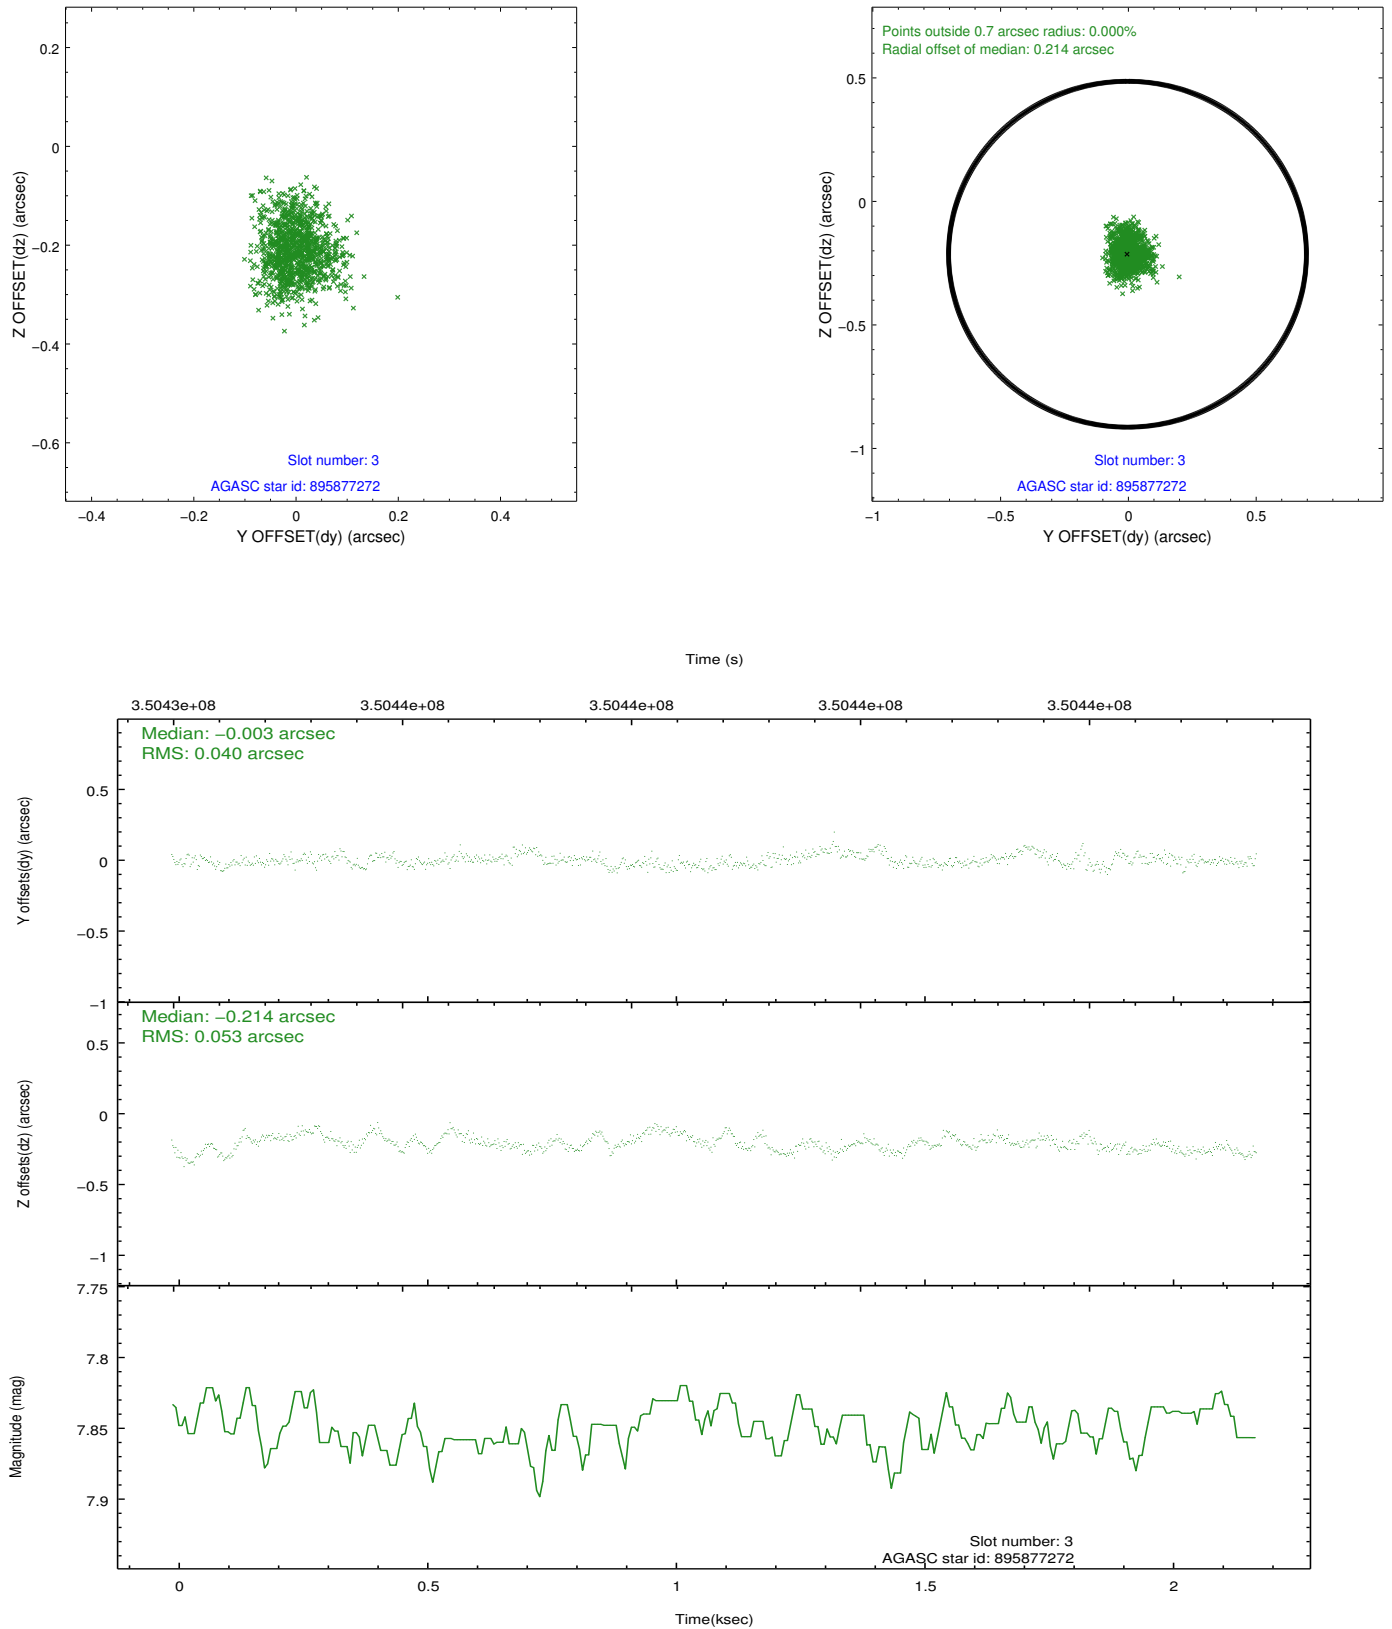 0.2
0
−0.2
−0.4
−0.6
Z OFFSET(dz) (arcsec)
Slot number: 3
AGASC star id: 895877272
−0.4
−0.2
0
0.2
0.4
Y OFFSET(dy) (arcsec)
Points outside 0.7 arcsec radius: 0.000%
Radial offset of median: 0.214 arcsec
0.5
0
−0.5
−1
Z OFFSET(dz) (arcsec)
Slot number: 3
AGASC star id: 895877272
−1
−0.5
0
0.5
Y OFFSET(dy) (arcsec)
Time (s)
3.5043e+08
3.5044e+08
3.5044e+08
3.5044e+08
3.5044e+08
Median: −0.003 arcsec
RMS: 0.040 arcsec
0.5
0
−0.5
−1
Y offsets(dy) (arcsec)
Median: −0.214 arcsec
RMS: 0.053 arcsec
0.5
0
−0.5
−1
Z offsets(dz) (arcsec)
7.75
7.8
7.85
7.9
Magnitude (mag)
Slot number: 3
AGASC star id: 895877272
0
0.5
1
1.5
2
Time(ksec)